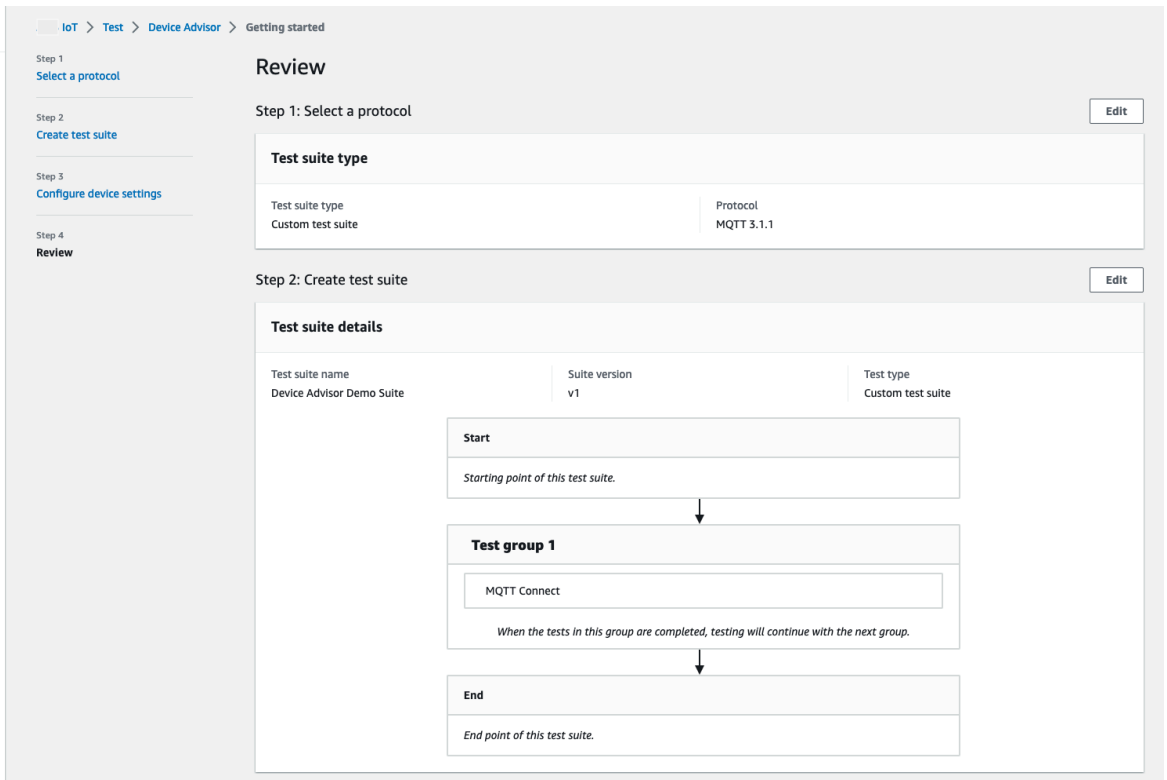 IoT > Test > Device Advisor > Getting started
Step 1
Select a protocol
Step 2
Create test suite
Step 3
Configure device settings
Step 4
Review
Review
Step 1: Select a protocol
Edit
Test suite type
Test suite type
Custom test suite
Protocol
MQTT 3.1.1
Step 2: Create test suite
Edit
Test suite details
Test suite name
Device Advisor Demo Suite
Suite version
v1
Test type
Custom test suite
Start
Starting point of this test suite.
Test group 1
MQTT Connect
When the tests in this group are completed, testing will continue with the next group.
End
End point of this test suite.